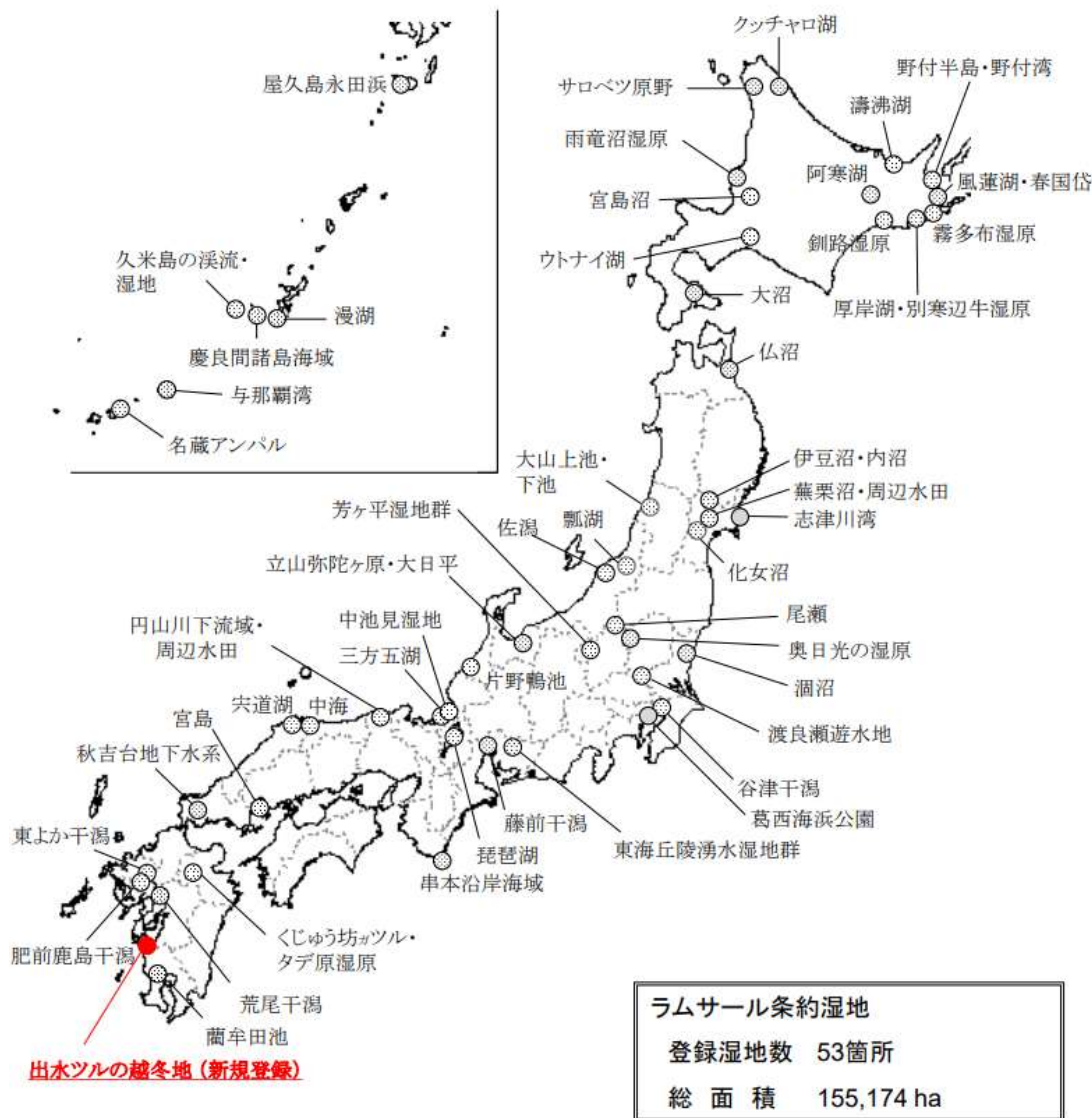 クッチャロ湖
野付半島・野付湾
屋久島永田浜
サロベツ原野
濤沸湖
雨竜沼湿原
阿寒湖
風蓮湖・春国岱
宮島沼
霧多布湿原
釧路湿原
ウトナイ湖
久米島の渓流・
湿地
大沼
厚岸湖・別寒辺牛湿原
漫湖
慶良間諸島海域
仏沼
与那覇湾
名蔵アンパル
大山上池・
下池
伊豆沼・内沼
蕪栗沼・周辺水田
芳ヶ平湿地群
志津川湾
瓢湖
佐潟
化女沼
立山弥陀ヶ原・大日平
尾瀬
中池見湿地
円山川下流域・
周辺水田
奥日光の湿原
三方五湖
片野鴨池
涸沼
宍道湖
中海
宮島
渡良瀬遊水地
秋吉台地下水系
谷津干潟
藤前干潟
葛西海浜公園
東よか干潟
琵琶湖
東海丘陵湧水湿地群
串本沿岸海域
くじゅう坊ガツル・
タデ原湿原
肥前鹿島干潟
荒尾干潟
藺牟田池
出水ツルの越冬地（新規登録）
ラムサール条約湿地
登録湿地数 53箇所
総面積 155,174 ha